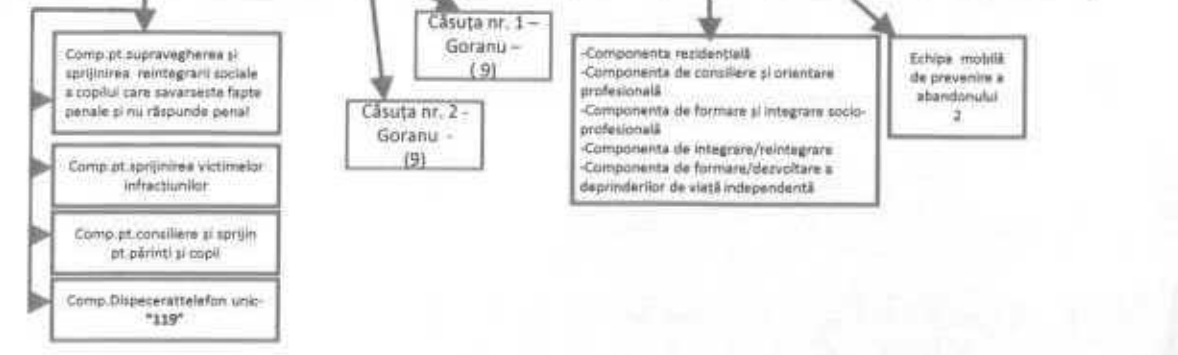 Comp.pt.supravegherea și
sprijinirea reintegrarii sociale
a copilui care savarseste fapte
penale și nu răspunde penal
Comp.pt.sprijinirea victimelor
infracțiunilor
Comp.pt.consiliere și sprijin
pt.părinti și copii
Comp.Dispecerattelefon unic-
"119"
Căsuța nr. 1 –
Goranu –
( 9)
Căsuța nr. 2 -
Goranu -
(9)
-Componenta rezidențială
-Componenta de consiliere și orientare
profesională
-Componenta de formare și integrare socio-
profesională
-Componenta de integrare/reintegrare
-Componenta de formare/dezvoltare a
deprinderilor de viață independentă
Echipa mobilă
de prevenire a
abandonului
2